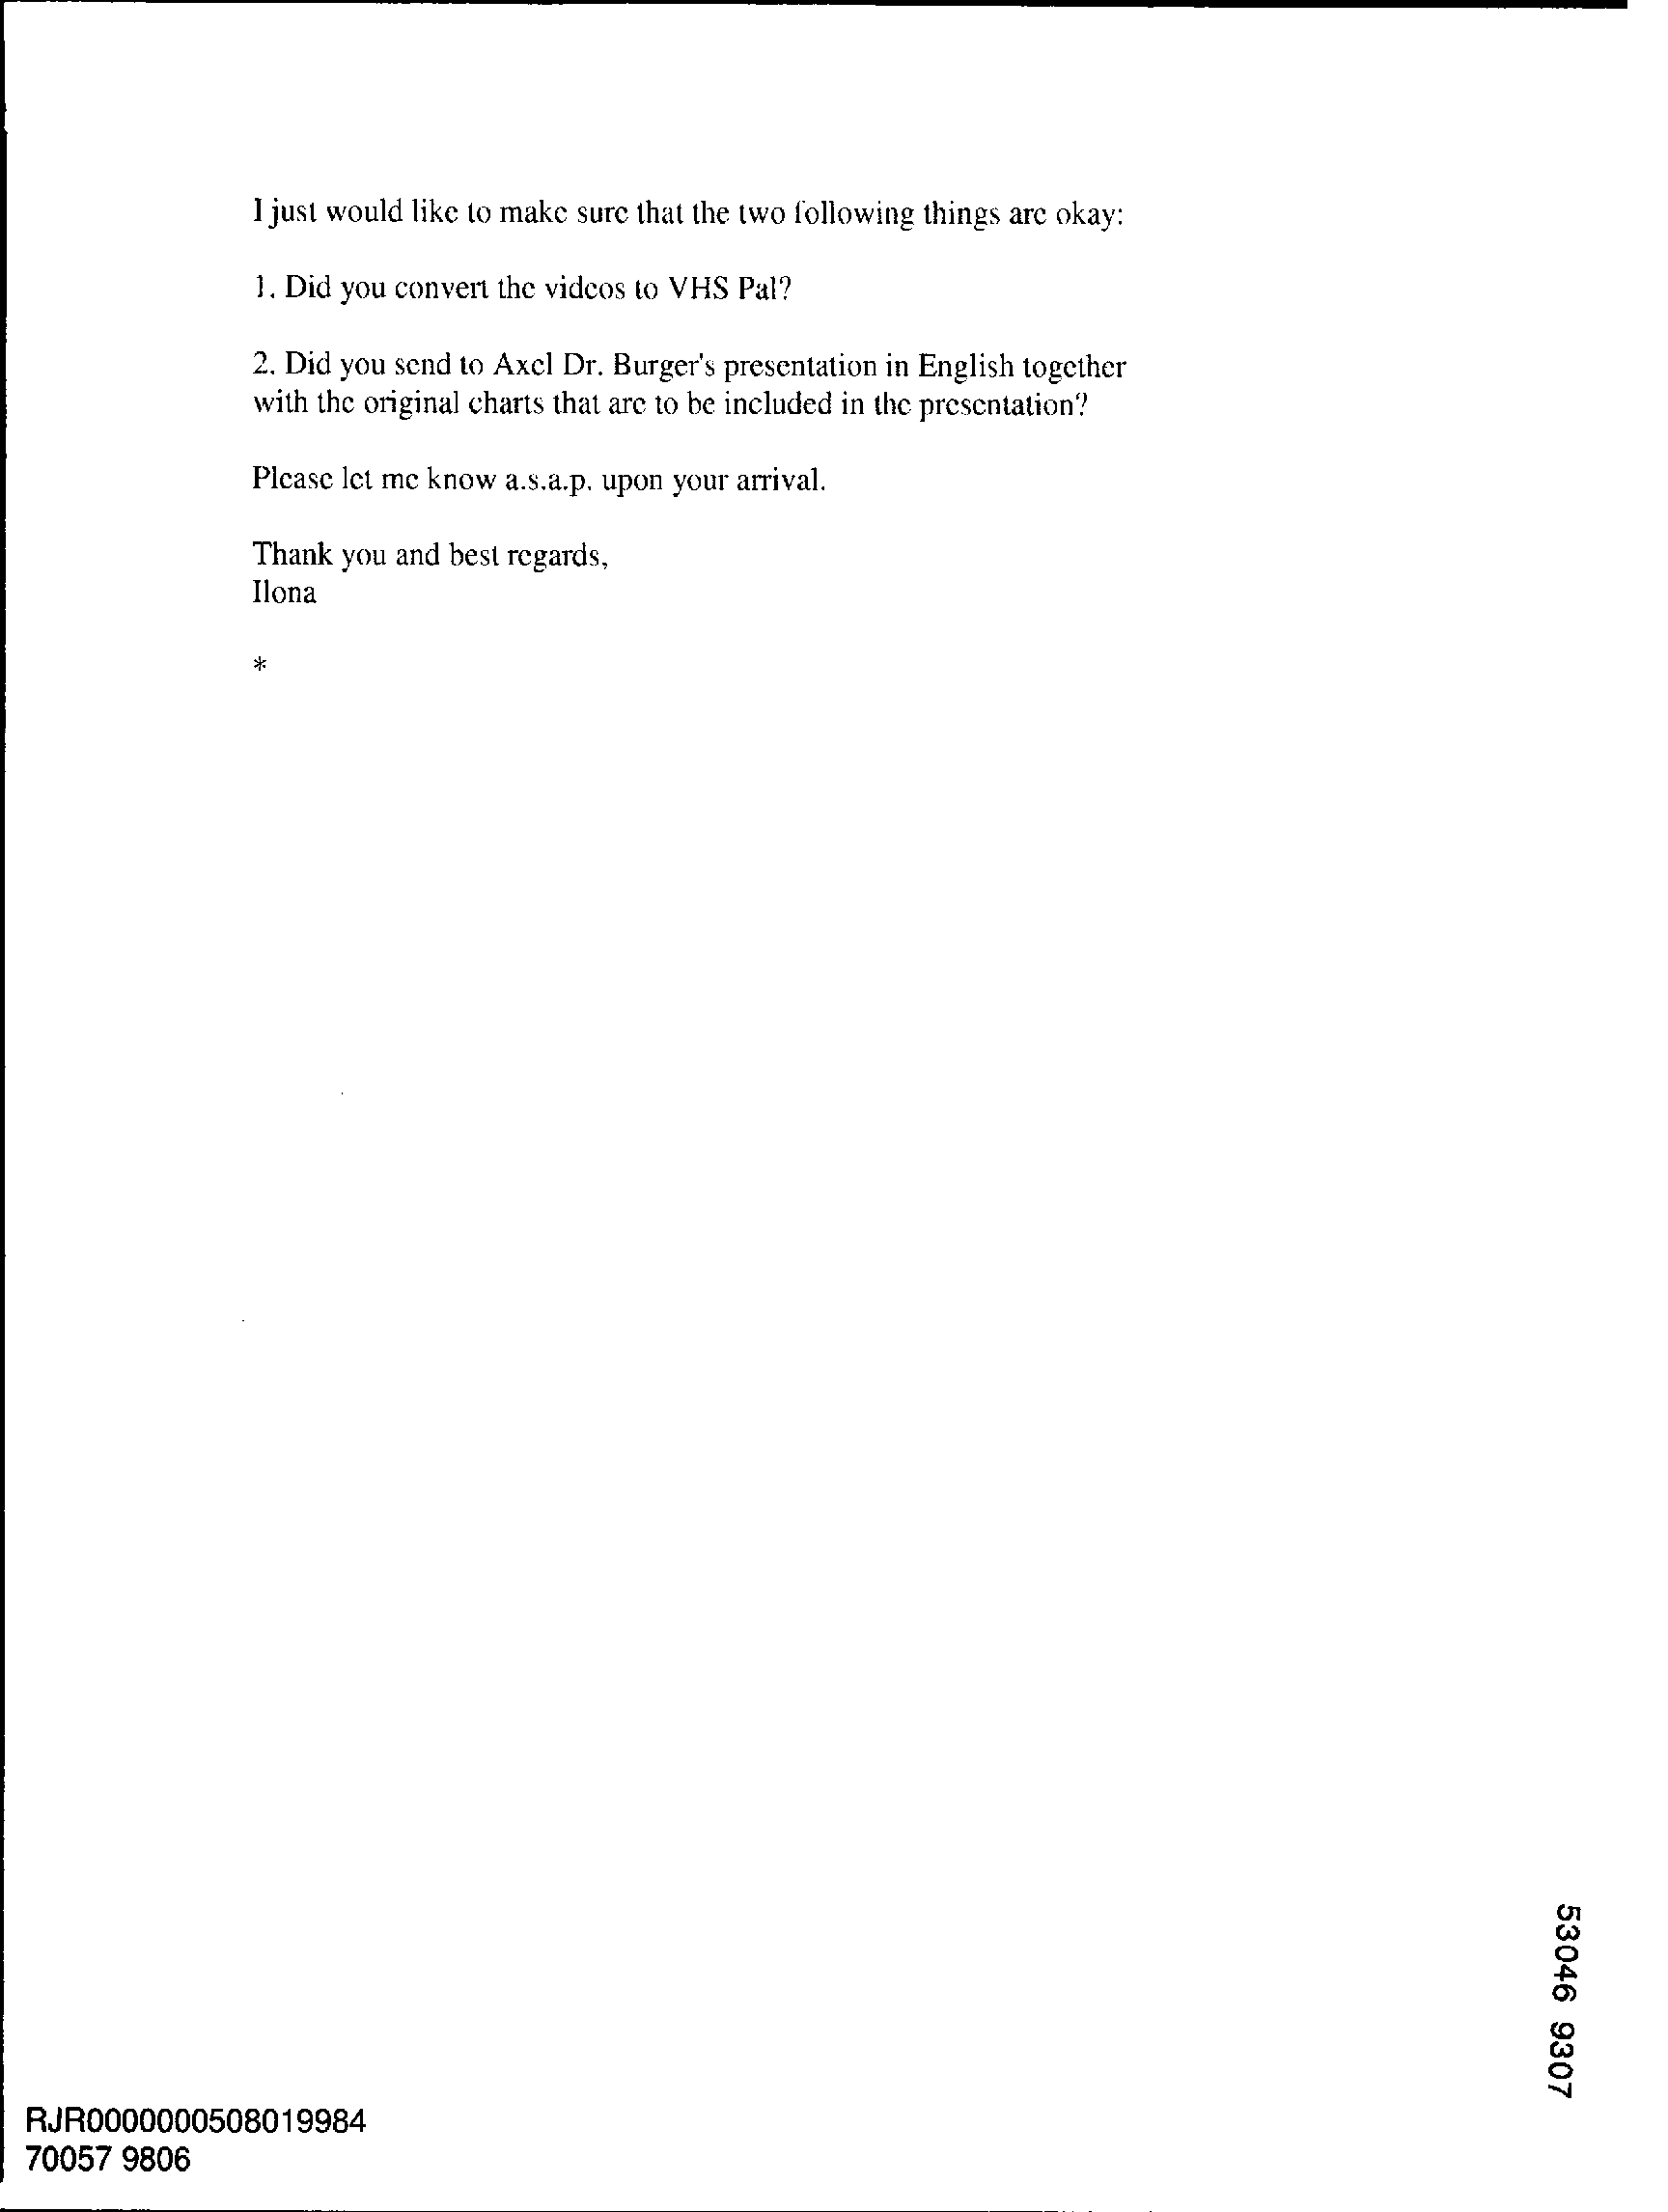 I just would like to make sure that the two following things are okay:
1. Did you convert the videos to VHS Pal?
2. Did you send to Axel Dr. Burger's presentation in English together
with the original charts that are to be included in the presentation?
Please let me know a.s.a.p. upon your arrival.
Thank you and best regards,
Ilona
*
53046 9307
RJR0000000508019984
70057 9806